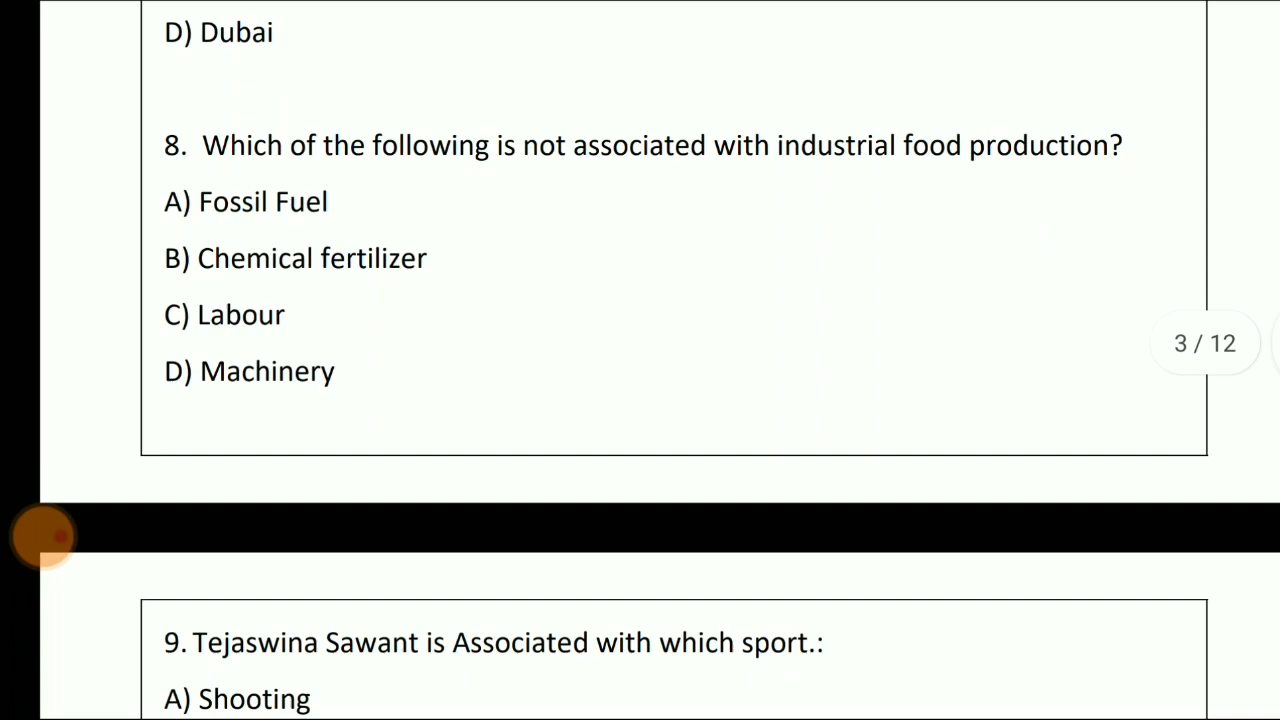 D) Dubai
8. Which of the following is not associated with industrial food production?
A) Fossil Fuel
B) Chemical fertilizer
C) Labour
D) Machinery
3 / 12
9. Tejaswina Sawant is Associated with which sport.:
A) Shooting